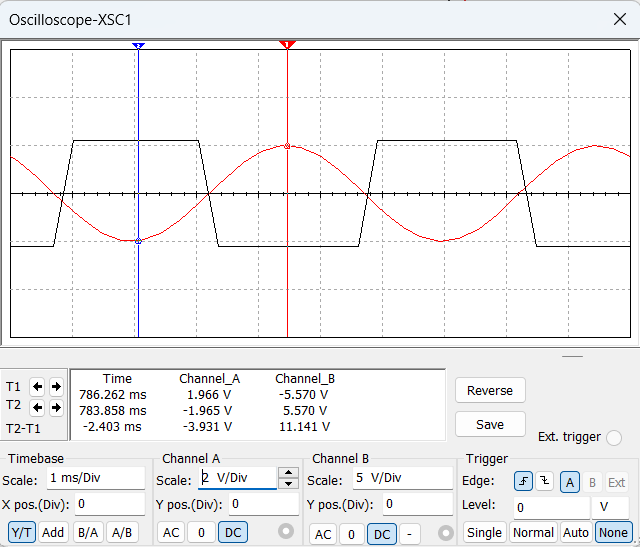 Oscilloscope-XSC1
2
1
Time Channel_A Channel_B
T1 786.262 ms 1.966 V -5.570 V
T2 783.858 ms -1.965 V 5.570 V
T2-T1 -2.403 ms -3.931 V 11.141 V
Reverse
Save
Ext. trigger
Timebase Channel A Channel B Trigger
Scale: 1 ms/Div Scale: 2 V/Div Scale: 5 V/Div Edge: A B Ext
X pos.(Div): 0 Y pos.(Div): 0 Y pos.(Div): 0 Level: 0 V
Y/T Add B/A A/B AC 0 DC AC 0 DC - Single Normal Auto None